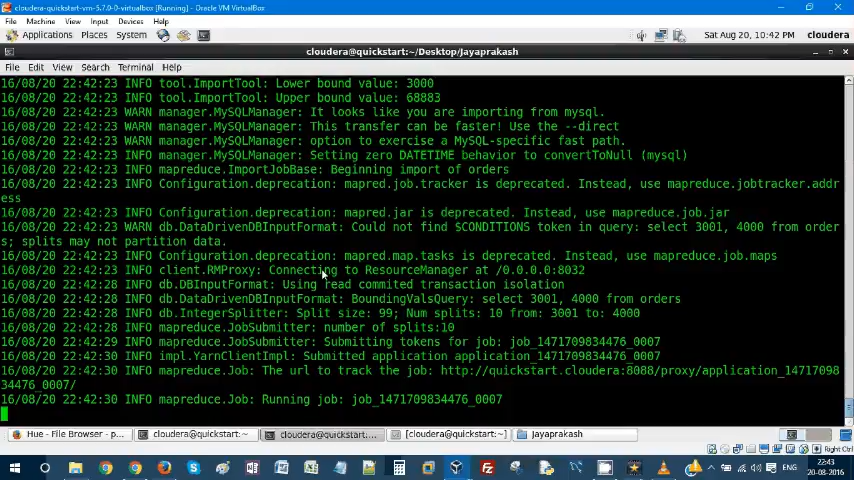 cloudera-quickstart-vm-5.7.0-0-virtualbox [Running] - Oracle VM VirtualBox
File Machine View Input Devices Help
Applications Places System Sat Aug 20, 10:42 PM cloudera
cloudera@quickstart:~/Desktop/Jayaprakash
File Edit View Search Terminal Help
16/08/20 22:42:23 INFO tool.ImportTool: Lower bound value: 3000
16/08/20 22:42:23 INFO tool.ImportTool: Upper bound value: 68883
16/08/20 22:42:23 WARN manager.MySQLManager: It looks like you are importing from mysql.
16/08/20 22:42:23 WARN manager.MySQLManager: This transfer can be faster! Use the --direct
16/08/20 22:42:23 WARN manager.MySQLManager: option to exercise a MySQL-specific fast path.
16/08/20 22:42:23 INFO manager.MySQLManager: Setting zero DATETIME behavior to convertToNull (mysql)
16/08/20 22:42:23 INFO mapreduce.ImportJobBase: Beginning import of orders
16/08/20 22:42:23 INFO Configuration.deprecation: mapred.job.tracker is deprecated. Instead, use mapreduce.jobtracker.addr
ess
16/08/20 22:42:23 INFO Configuration.deprecation: mapred.jar is deprecated. Instead, use mapreduce.job.jar
16/08/20 22:42:23 WARN db.DataDrivenDBInputFormat: Could not find $CONDITIONS token in query: select 3001, 4000 from order
s; splits may not partition data.
16/08/20 22:42:23 INFO Configuration.deprecation: mapred.map.tasks is deprecated. Instead, use mapreduce.job.maps
16/08/20 22:42:23 INFO client.RMProxy: Connecting to ResourceManager at /0.0.0.0:8032
16/08/20 22:42:28 INFO db.DBInputFormat: Using read commited transaction isolation
16/08/20 22:42:28 INFO db.DataDrivenDBInputFormat: BoundingValsQuery: select 3001, 4000 from orders
16/08/20 22:42:28 INFO db.IntegerSplitter: Split size: 99; Num splits: 10 from: 3001 to: 4000
16/08/20 22:42:28 INFO mapreduce.JobSubmitter: number of splits:10
16/08/20 22:42:29 INFO mapreduce.JobSubmitter: Submitting tokens for job: job_1471709834476_0007
16/08/20 22:42:30 INFO impl.YarnClientImpl: Submitted application application_1471709834476_0007
16/08/20 22:42:30 INFO mapreduce.Job: The url to track the job: http://quickstart.cloudera:8088/proxy/application_14717098
34476_0007/
16/08/20 22:42:30 INFO mapreduce.Job: Running job: job_1471709834476_0007
Hue - File Browser - p... cloudera@quickstart:~... cloudera@quickstart:... [cloudera@quickstart:~... Jayaprakash
Right Ctrl
ENG
22:43
20-08-2016